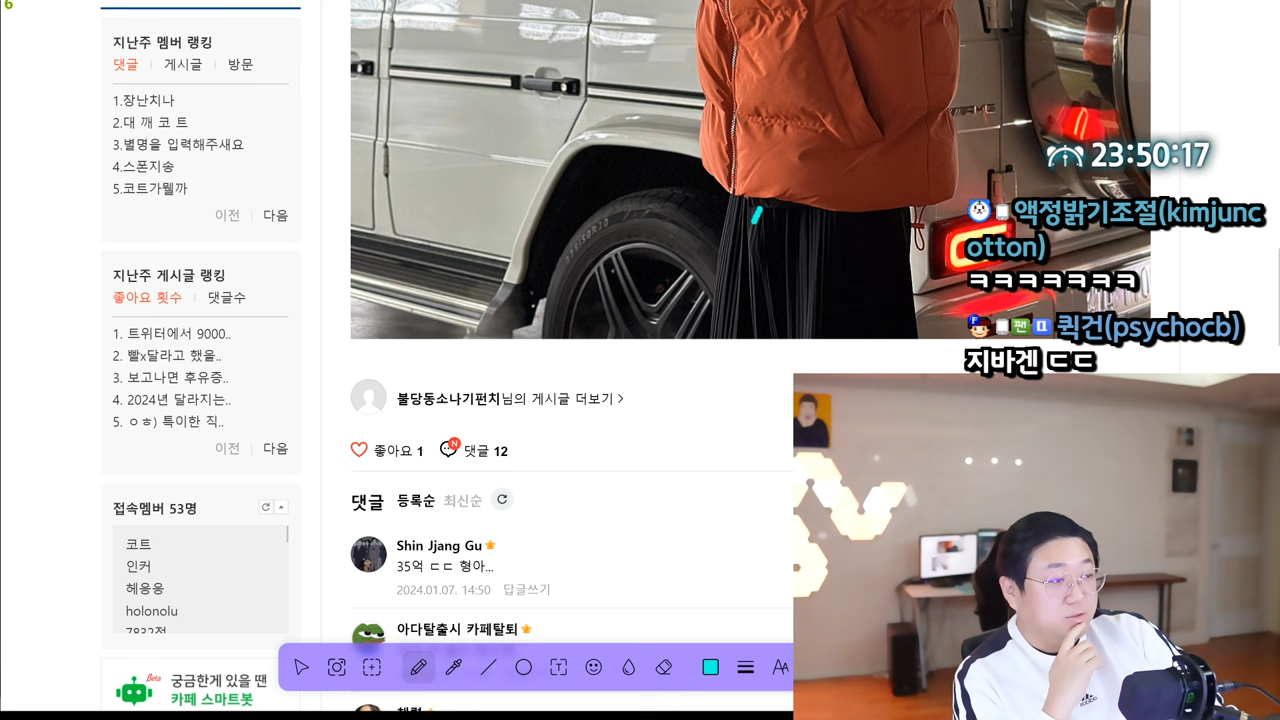 6
지난주 멤버 랭킹
댓글 게시글 방문
1.장난치나
2.대 깨 코 트
3.별명을 입력해주새요
4.스폰지송
5.코트가뭴까
이전 다음
지난주 게시글 랭킹
좋아요 횟수 댓글수
1. 트위터에서 9000..
2. 빨x달라고 했을..
3. 보고나면 후유증..
4. 2024년 달라지는..
5. ㅇㅎ) 특이한 직..
이전 다음
접속멤버 53명
코트
인커
헤응응
holonolu
7832정
Beta 궁금한게 있을 땐
카페 스마트봇
불당동소나기펀치님의 게시글 더보기 >
좋아요 1 N 댓글 12
댓글 등록순 최신순
Shin Jjang Gu
35억 ㄷㄷ 형아...
2024.01.07. 14:50 답글쓰기
아다탈출시 카페탈퇴
23:50:17
액정밝기조절(kimjunc
otton)
ㅋㅋㅋㅋㅋㅋㅋ
F 짼 퀵건(psychocb)
지바겐 ㄷㄷ
adidas